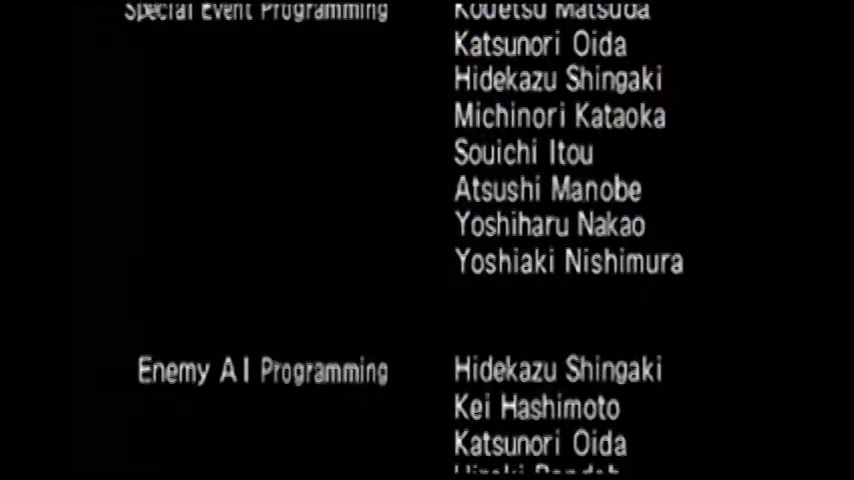 Special Event Programming Kouetsu Matsuda
Katsunori Oida
Hidekazu Shingaki
Michinori Kataoka
Souichi Itou
Atsushi Manobe
Yoshiharu Nakao
Yoshiaki Nishimura
Enemy AI Programming Hidekazu Shingaki
Kei Hashimoto
Katsunori Oida